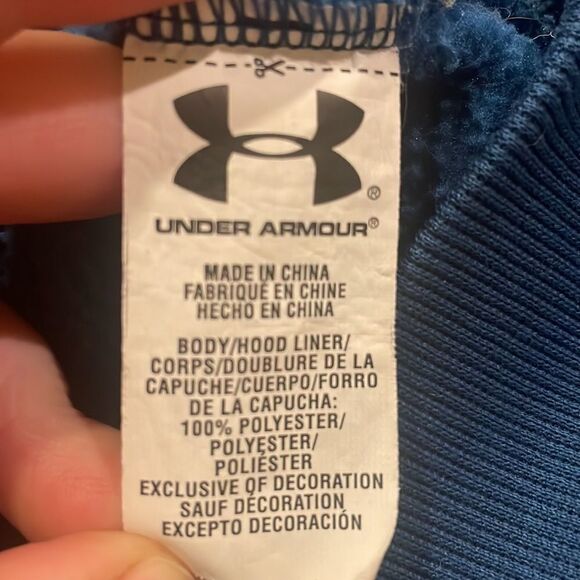 UNDER ARMOUR®
MADE IN CHINA
FABRIQUÉ EN CHINE
HECHO EN CHINA
BODY/HOOD LINER/
CORPS/DOUBLURE DE LA
CAPUCHE/CUERPO/FORRO
DE LA CAPUCHA:
100% POLYESTER/
POLYESTER/
POLIÉSTER
EXCLUSIVE OF DECORATION
SAUF DÉCORATION
EXCEPTO DECORACIÓN